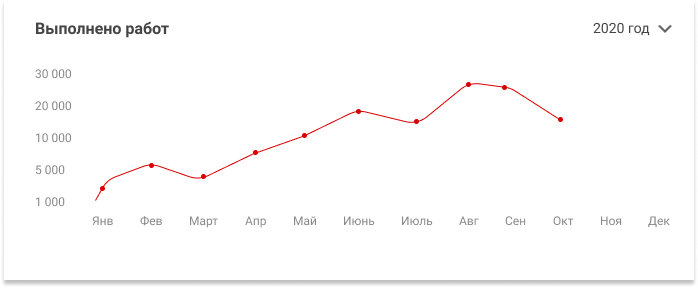 Выполнено работ
2020 год
30 000
20 000
10 000
5 000
1 000
Янв Фев Март Апр Май Июнь Июль Авг Сен Окт Ноя Дек